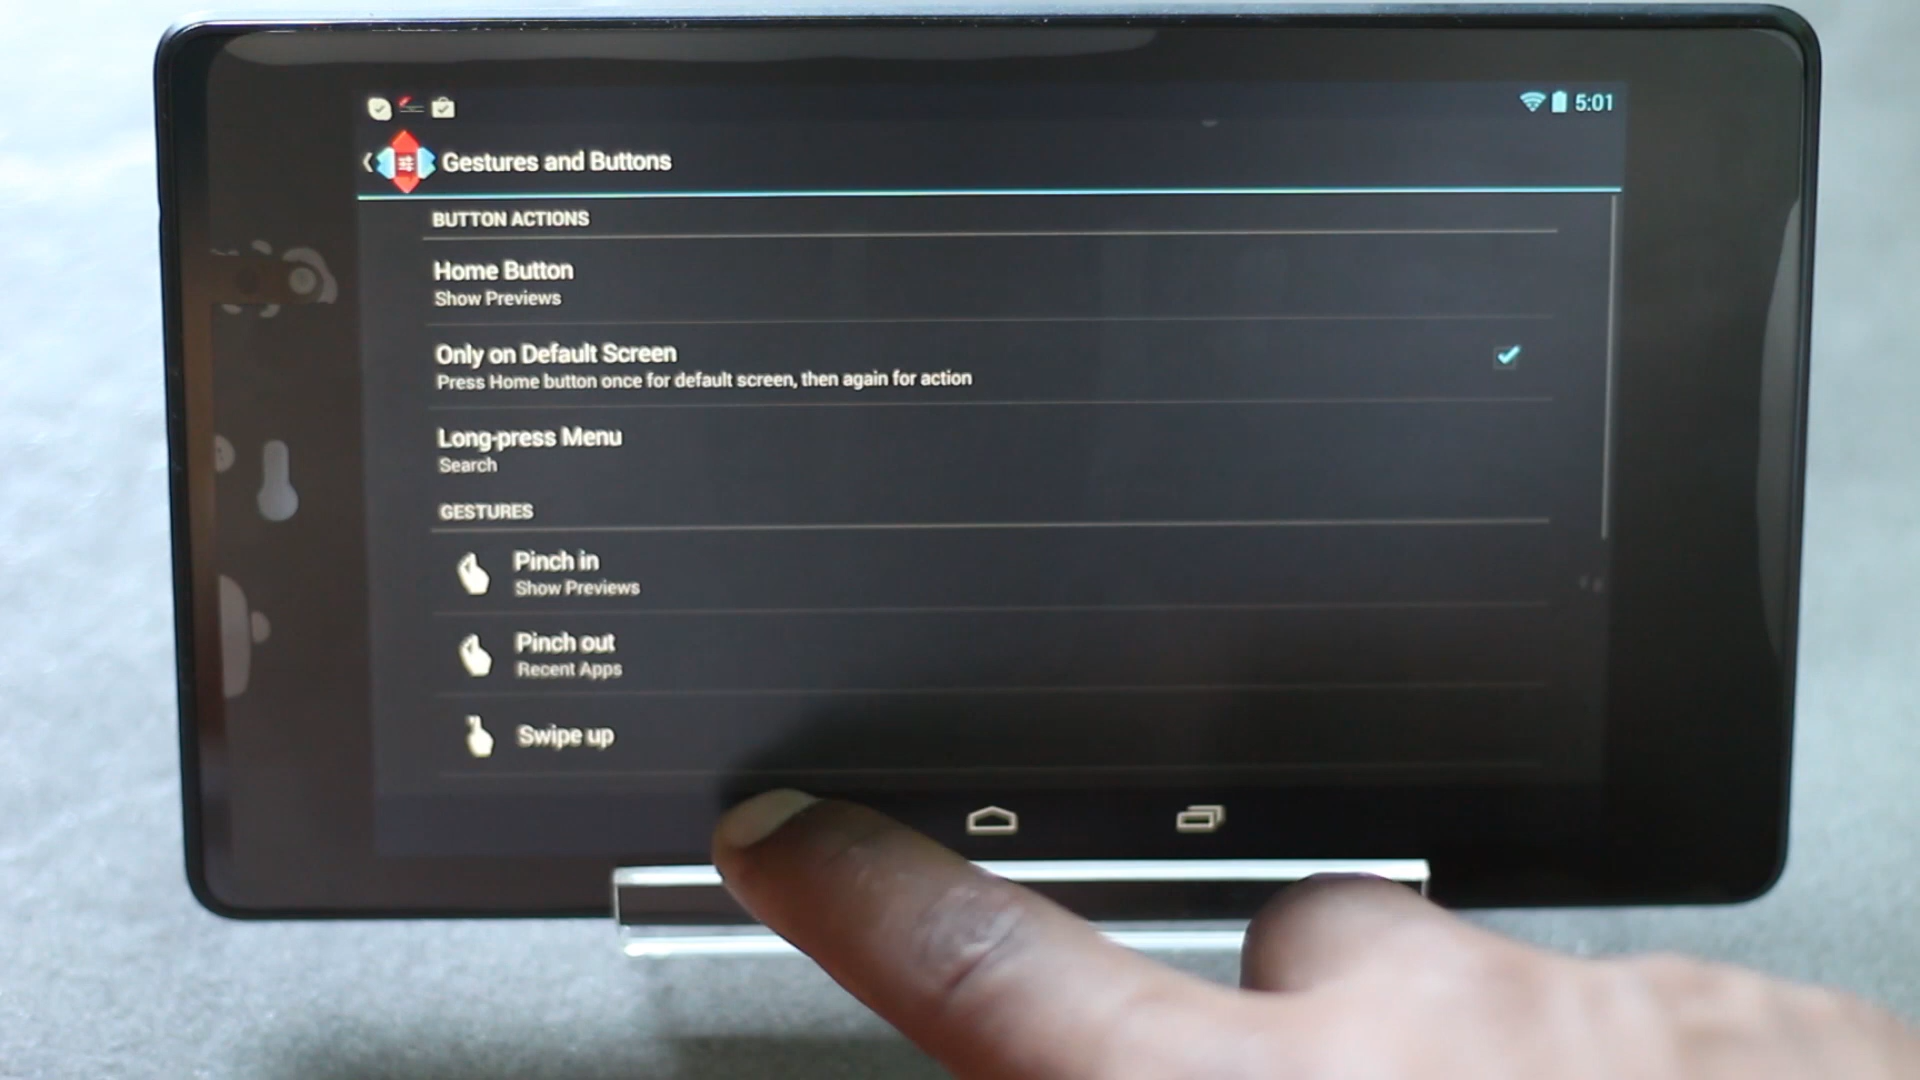 5:01
Gestures and Buttons
BUTTON ACTIONS
Home Button
Show Previews
Only on Default Screen
Press Home button once for default screen, then again for action
Long-press Menu
Search
GESTURES
Pinch in
Show Previews
Pinch out
Recent Apps
Swipe up